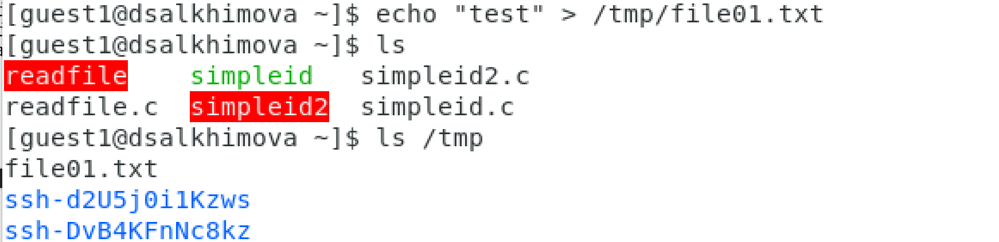 [guest1@dsalkhimova ~]$ echo "test" > /tmp/file01.txt
[guest1@dsalkhimova ~]$ ls
readfile simpleid simpleid2.c
readfile.c simpleid2 simpleid.c
[guest1@dsalkhimova ~]$ ls /tmp
file01.txt
ssh-d2U5j0i1Kzws
ssh-DvB4KFnNc8kz